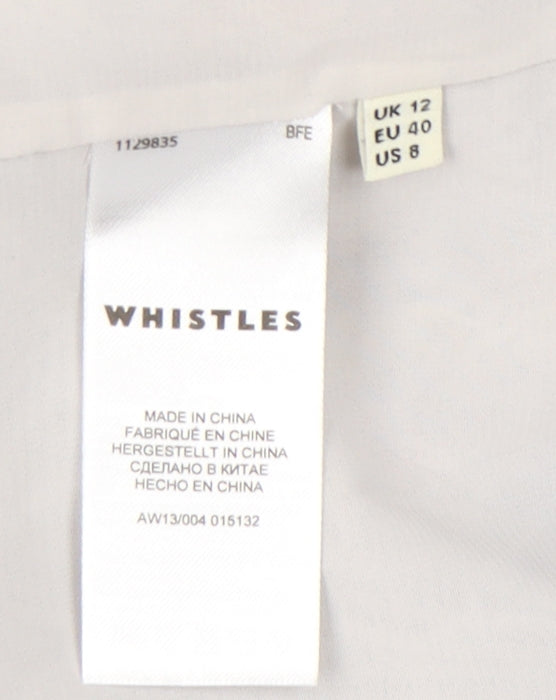 1129835 BFE
WHISTLES
MADE IN CHINA
FABRIQUÉ EN CHINE
HERGESTELLT IN CHINA
СДЕЛАНО В КИТАЕ
HECHO EN CHINA
AW13/004 015132
UK 12
EU 40
US 8